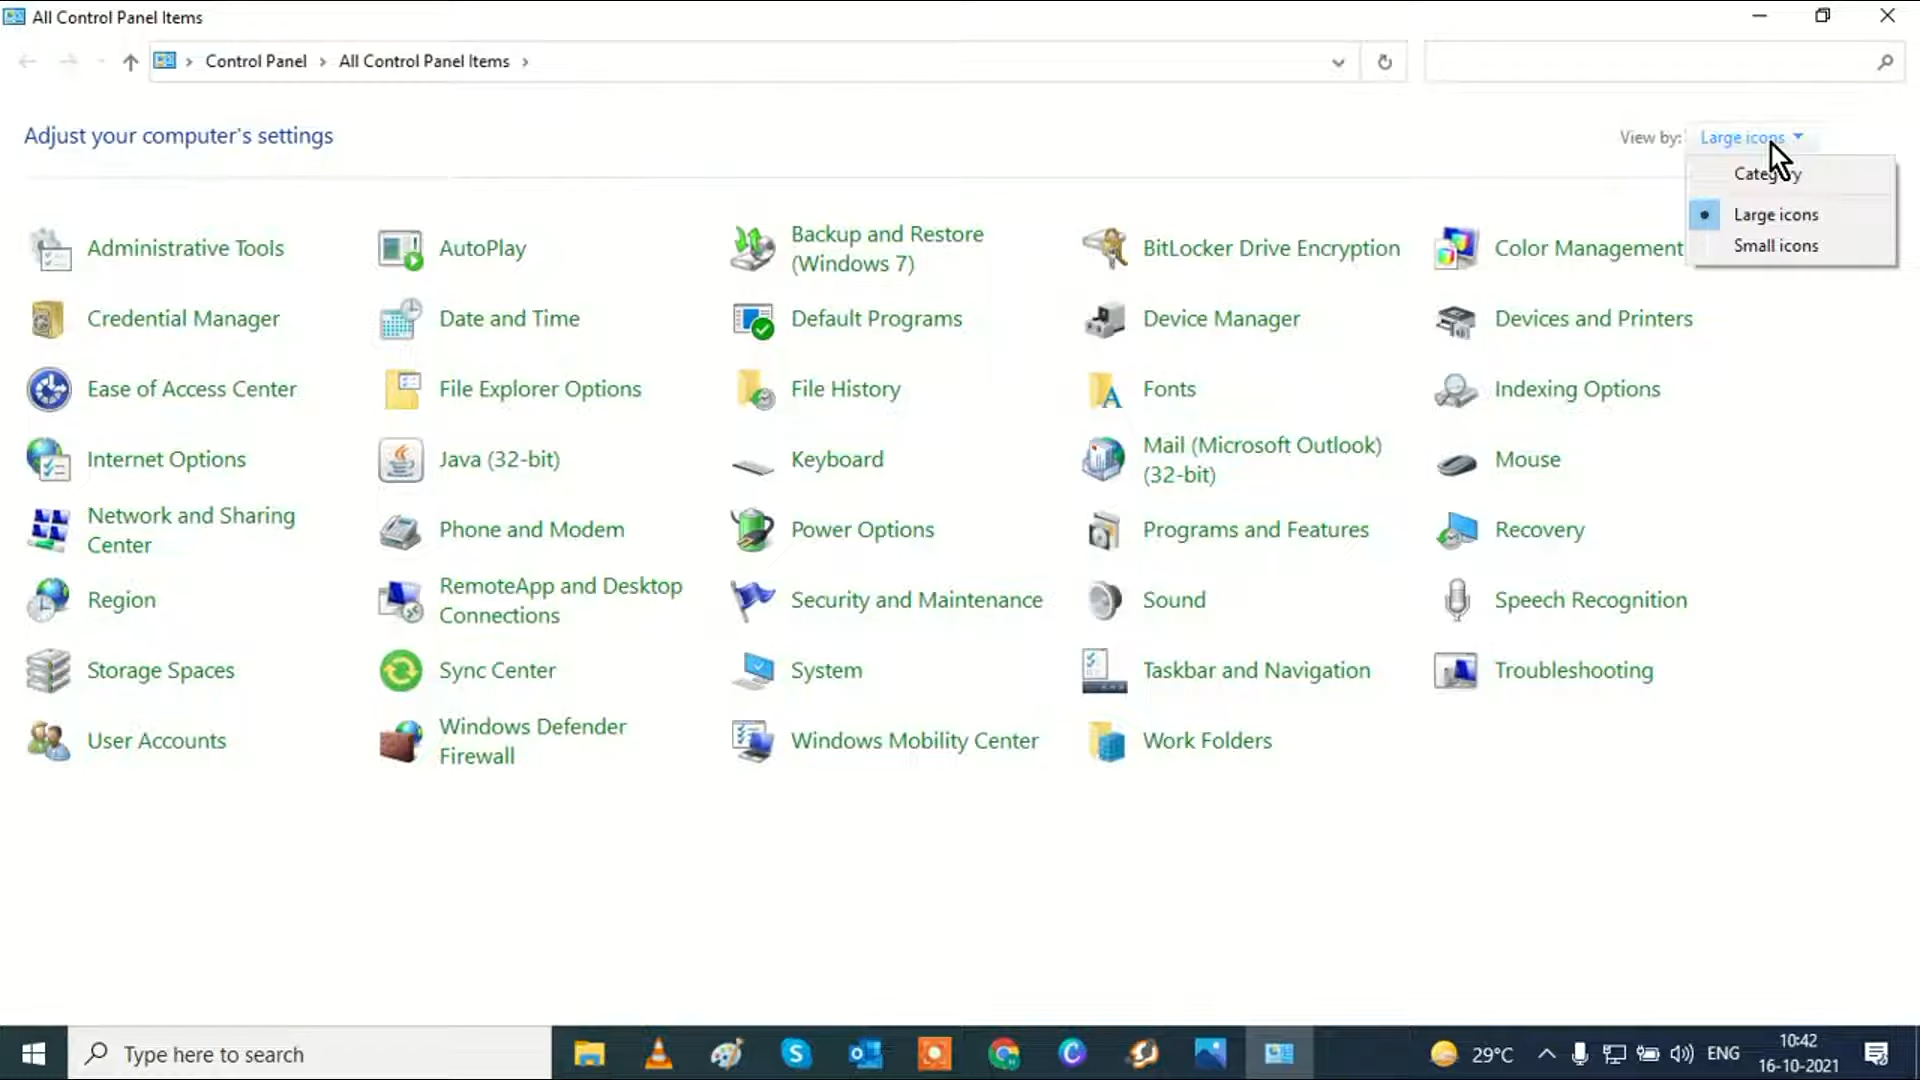 All Control Panel Items
Control Panel
All Control Panel Items
Adjust your computer's settings
View by:
Large icons
Category
Large icons
Small icons
Administrative Tools
AutoPlay
Backup and Restore
(Windows 7)
BitLocker Drive Encryption
Color Management
Credential Manager
Date and Time
Default Programs
Device Manager
Devices and Printers
Ease of Access Center
File Explorer Options
File History
Fonts
Indexing Options
Internet Options
Java (32-bit)
Keyboard
Mail (Microsoft Outlook)
(32-bit)
Mouse
Network and Sharing
Center
Phone and Modem
Power Options
Programs and Features
Recovery
Region
RemoteApp and Desktop
Connections
Security and Maintenance
Sound
Speech Recognition
Storage Spaces
Sync Center
System
Taskbar and Navigation
Troubleshooting
User Accounts
Windows Defender
Firewall
Windows Mobility Center
Work Folders
Type here to search
29°C
ENG
10:42
16-10-2021